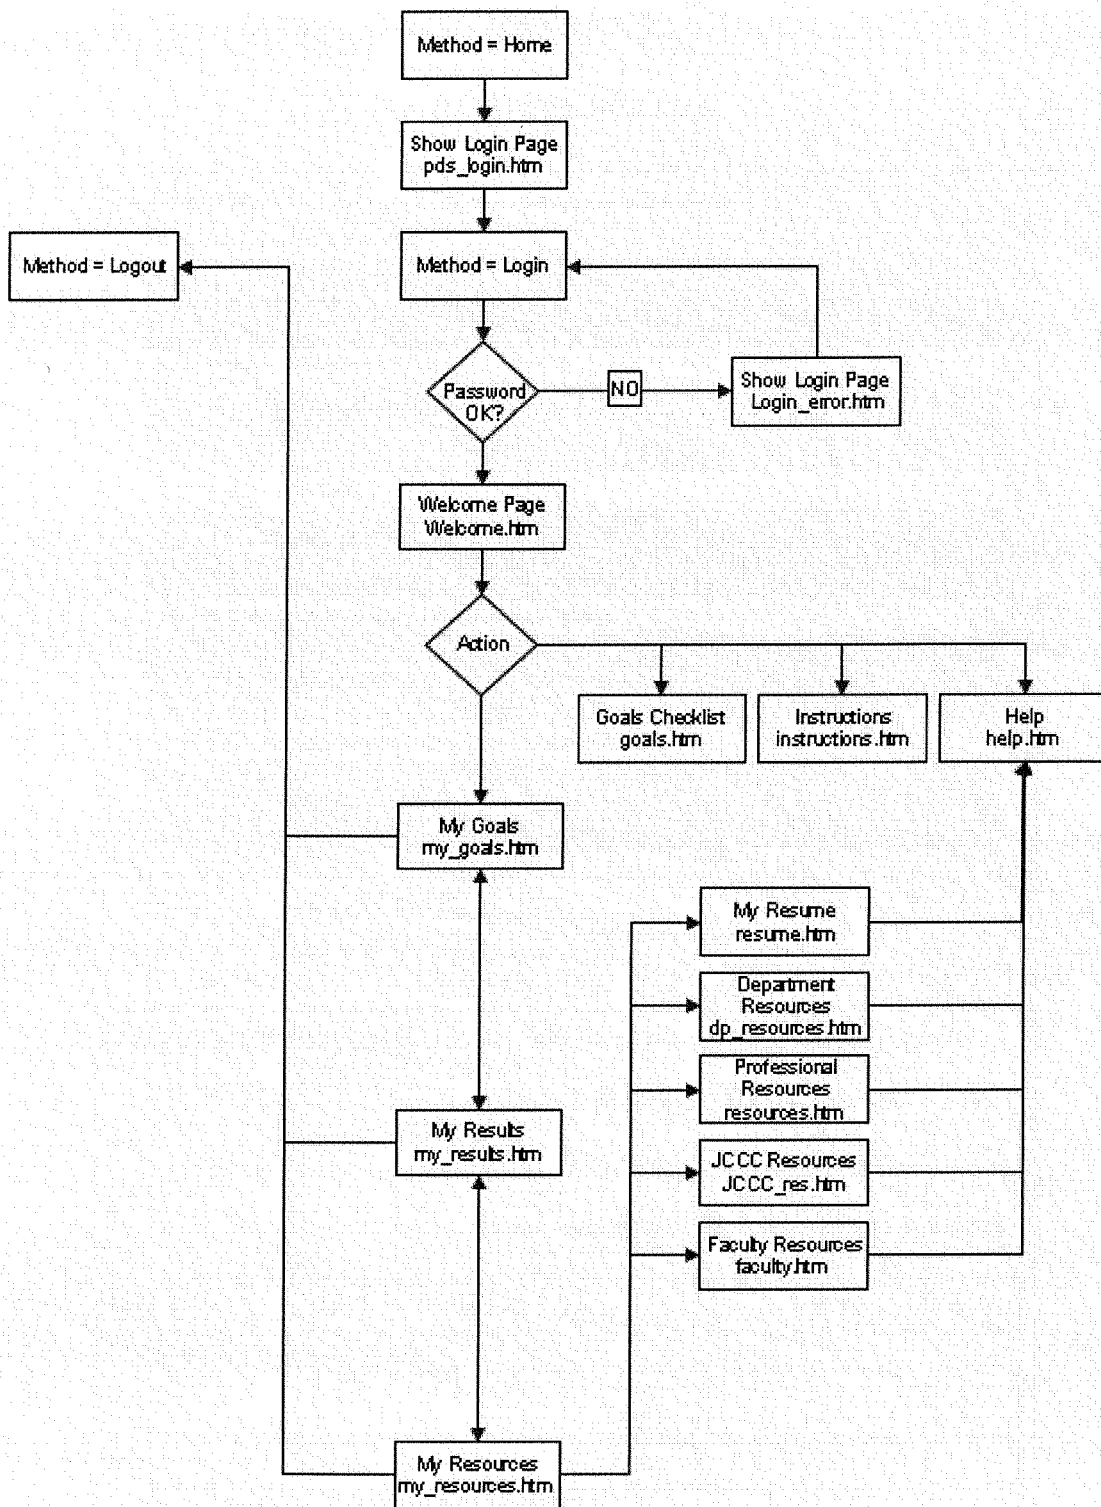 Method = Home
Show Login Page
pds_login.htm
Method = Logout
Method = Login
Password
OK?
NO
Show Login Page
Login_error.htm
Welcome Page
Welcome.htm
Action
Goals Checklist
goals.htm
Instructions
instructions.htm
Help
help.htm
My Goals
my_goals.htm
My Resume
resume.htm
Department
Resources
dp_resources.htm
Professional
Resources
resources.htm
My Results
my_results.htm
JCCC Resources
JCCC_res.htm
Faculty Resources
faculty.htm
My Resources
my_resources.htm